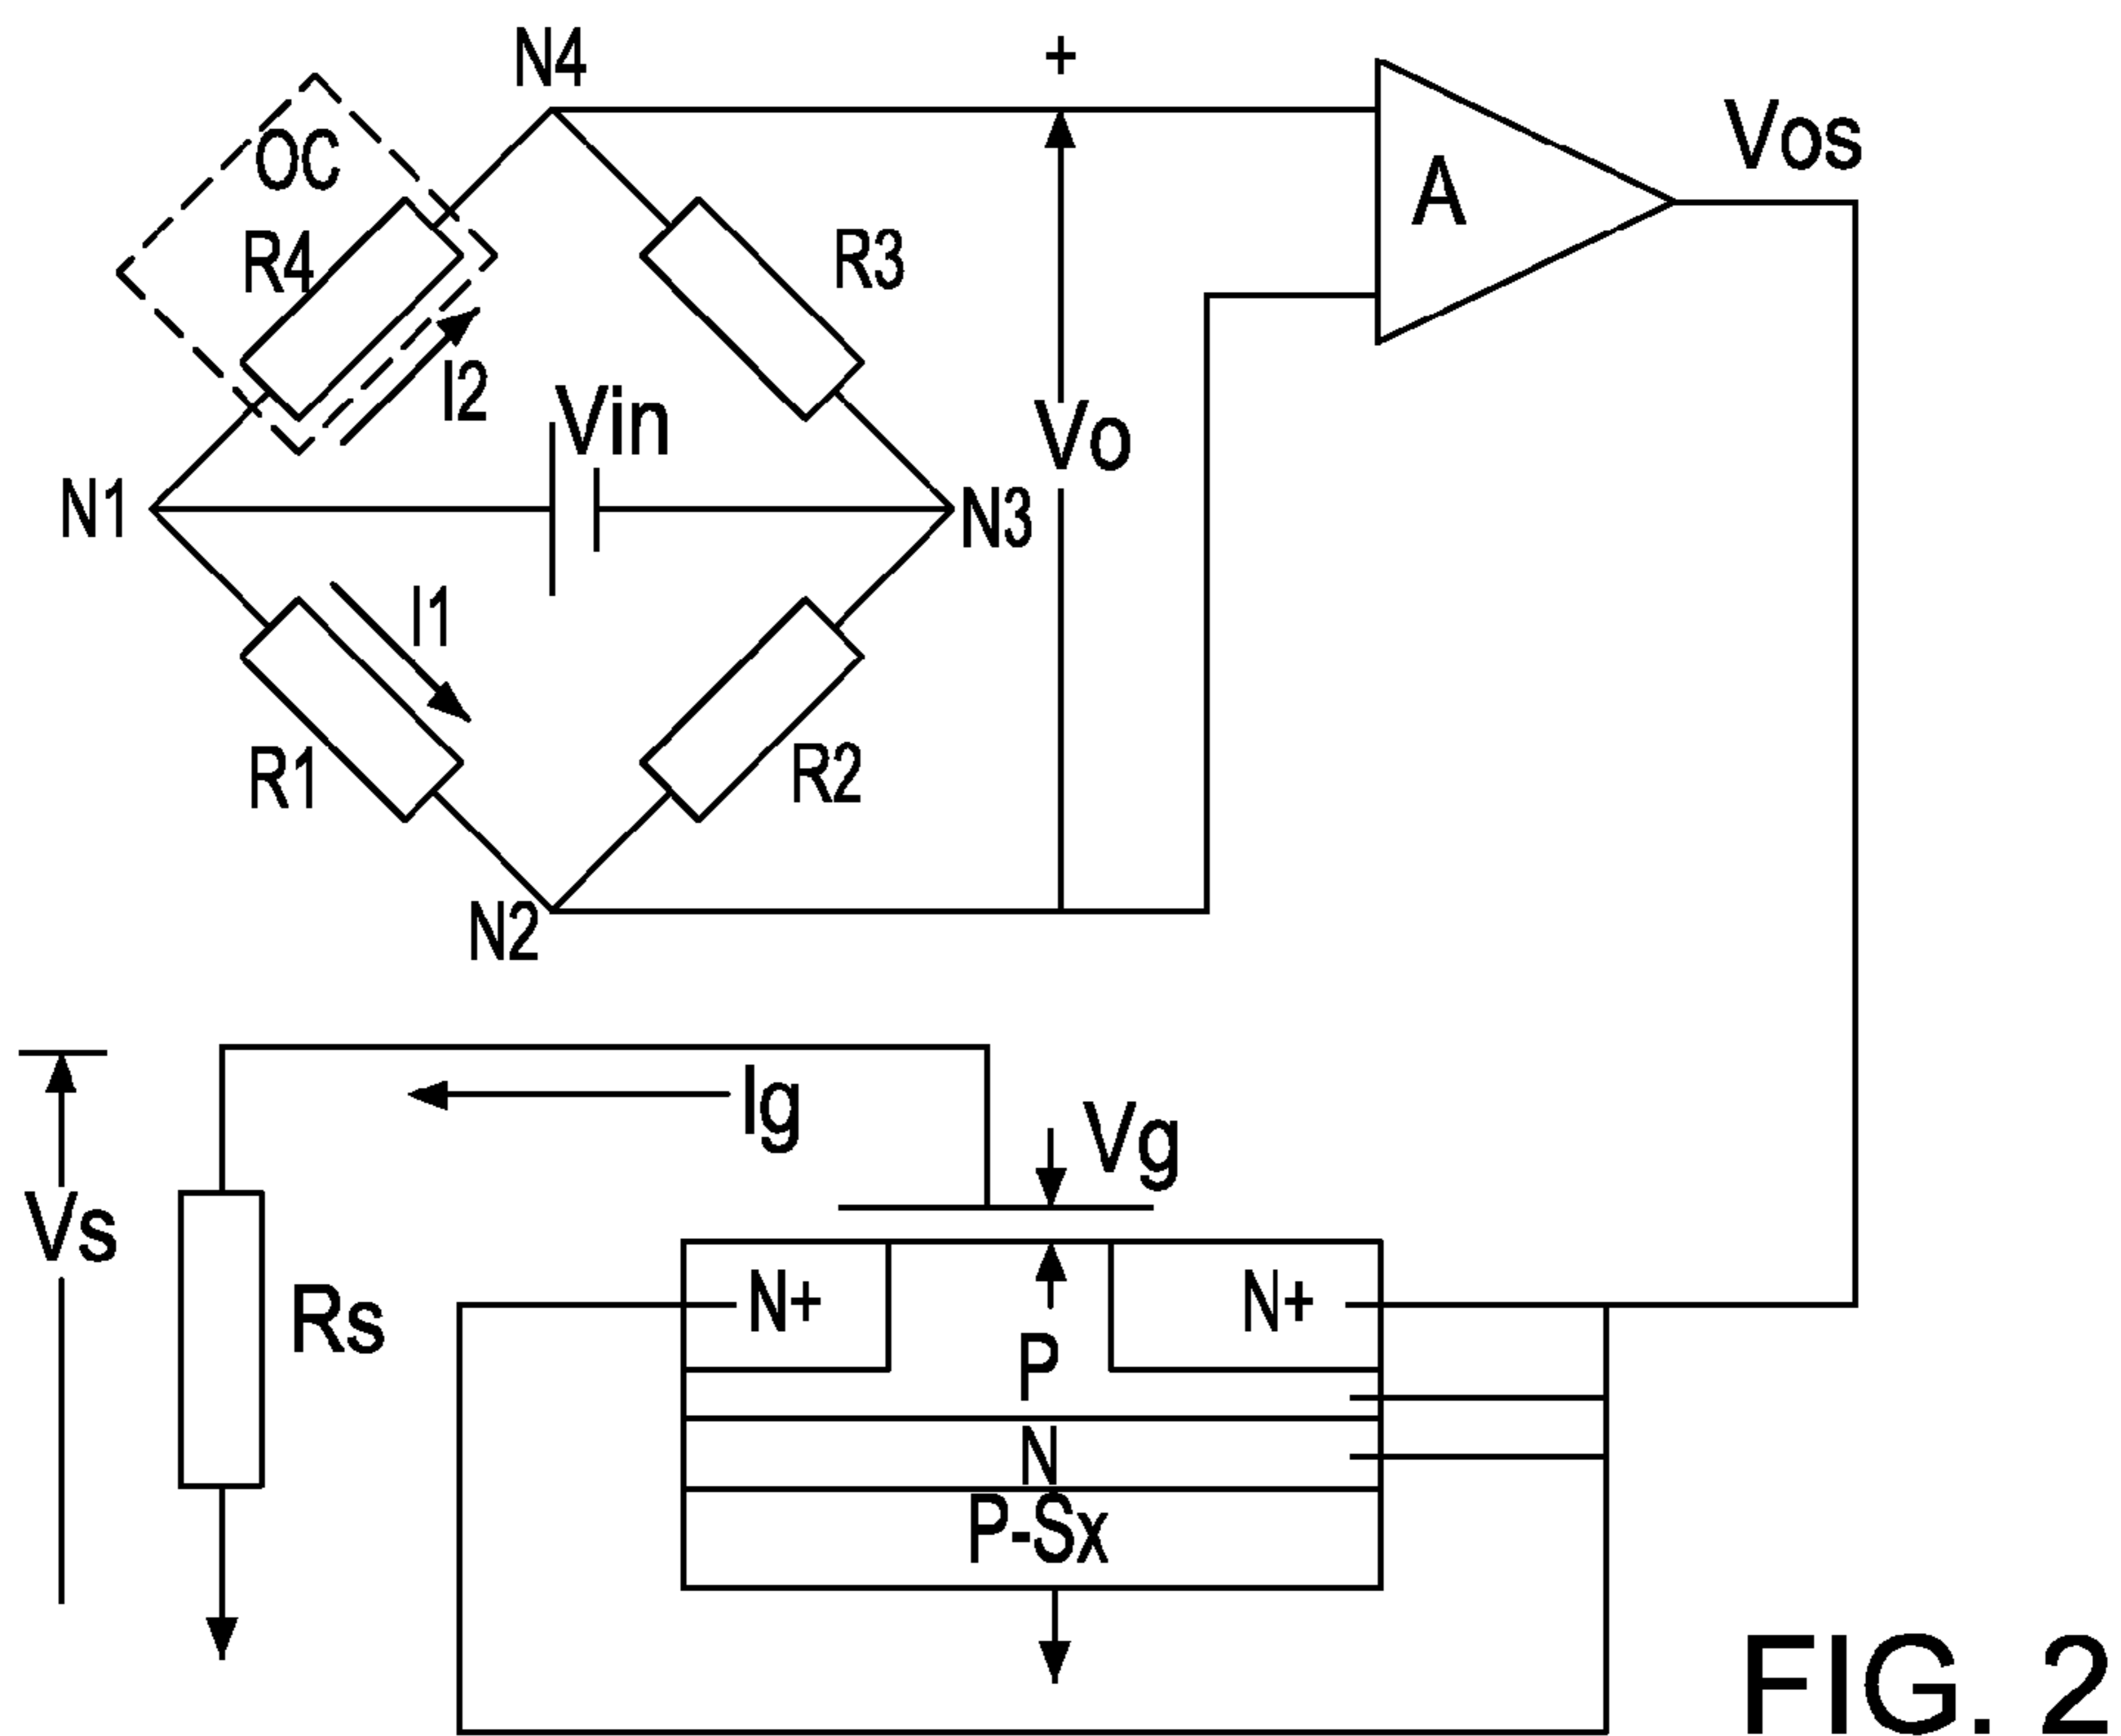 N4
+
OC
Vos
A
R4
R3
I2
Vin
Vo
N1
N3
I1
R1
R2
N2
Ig
Vg
Vs
Rs
N+
N+
P
N
P-Sx
FIG. 2